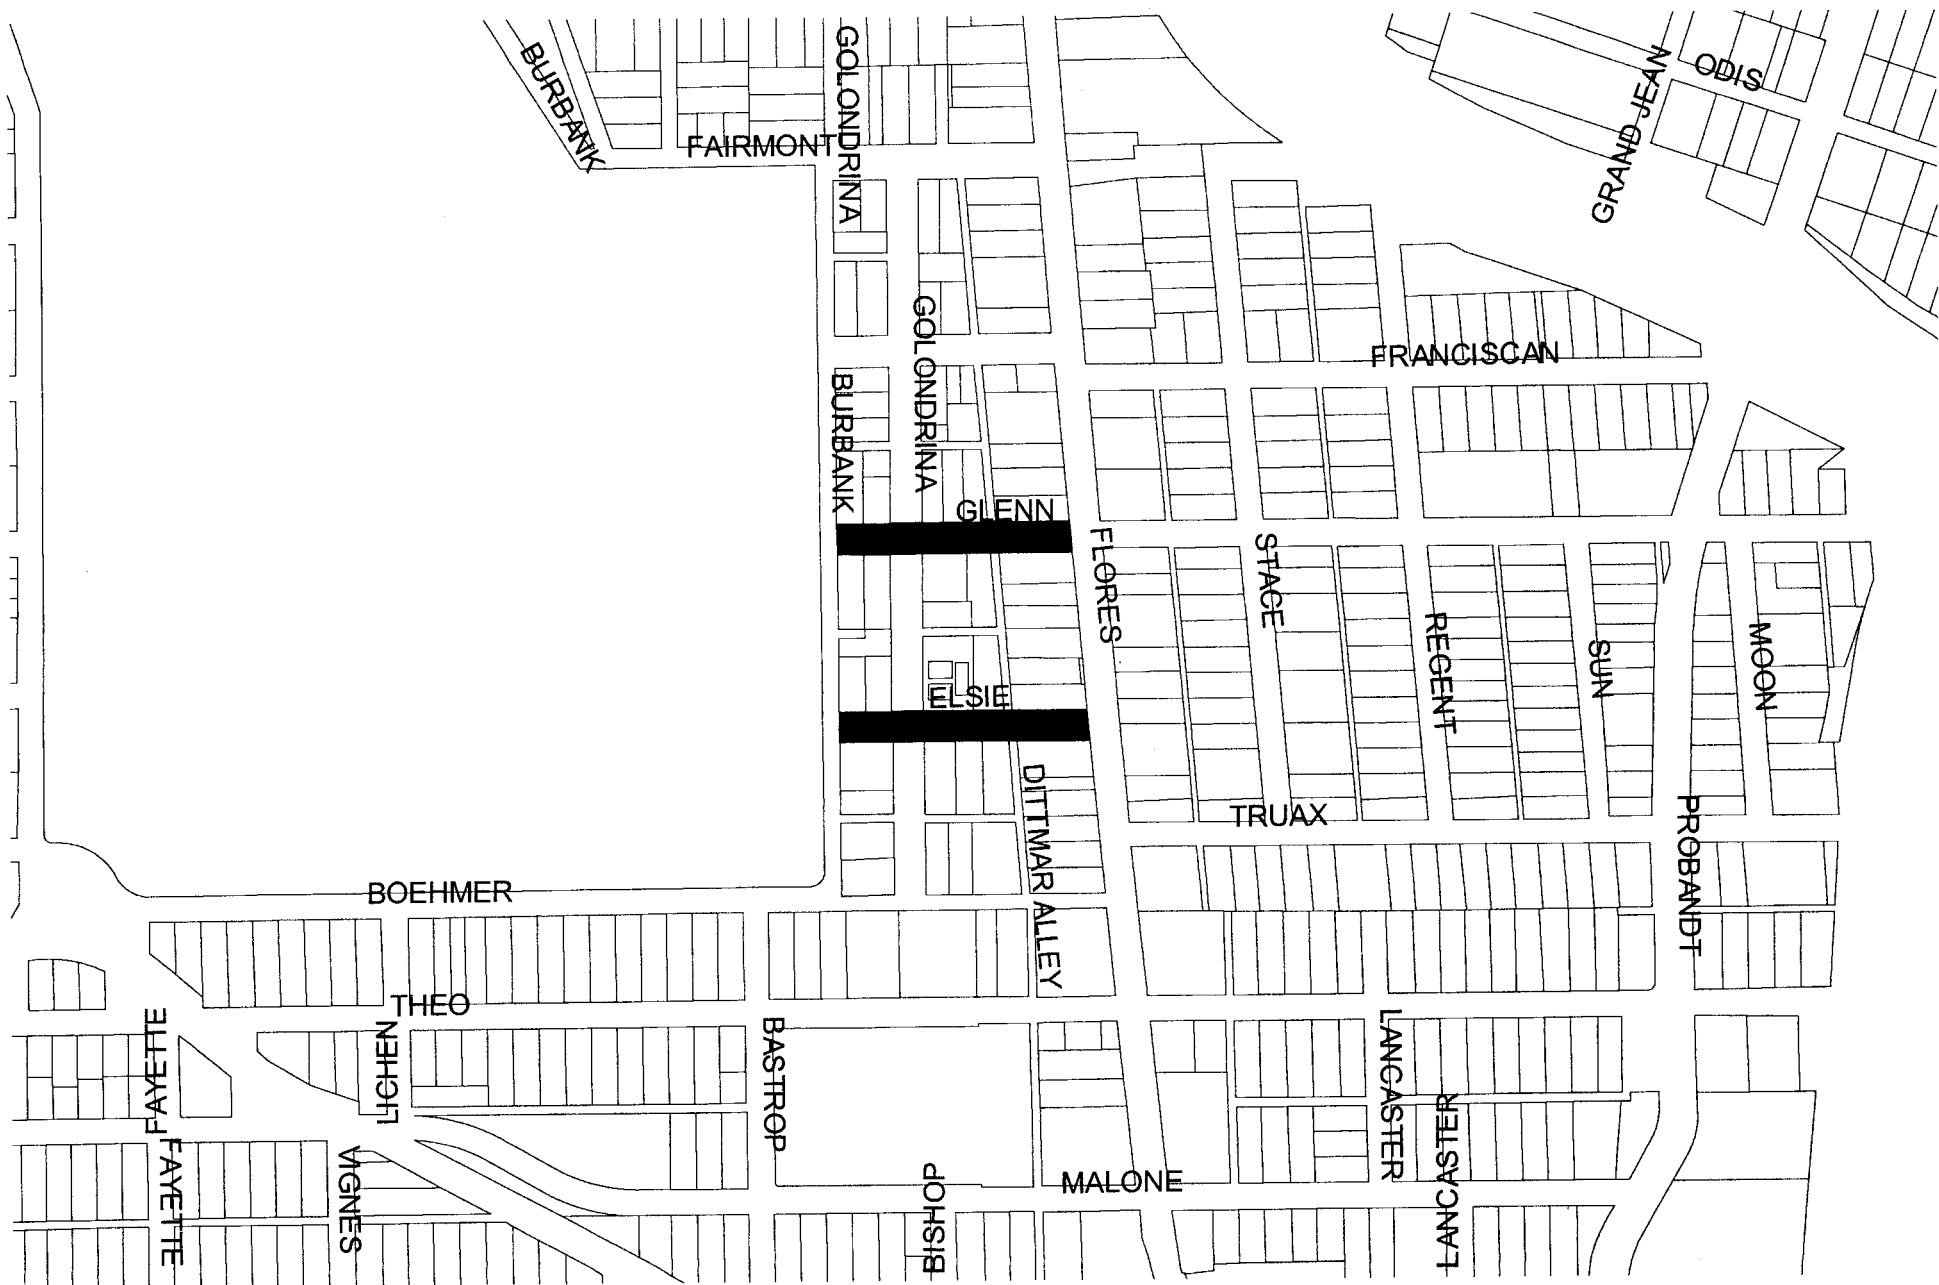 BURBANK
GOLONDRINA
ODIS
GRAND JEAN
FAIRMONT
GOLONDRINA
FRANCISCAN
BURBANK
GLENN
FLORES
STACE
REGENT
SUN
MOON
ELSIE
DITTMAR ALLEY
TRUAX
PROBANDT
BOEHMER
THEO
FAYETTE
LICHEN
BASTROP
LANCASTER
LANCASTER
FAYETTE
VIGNES
BISHOP
MALONE